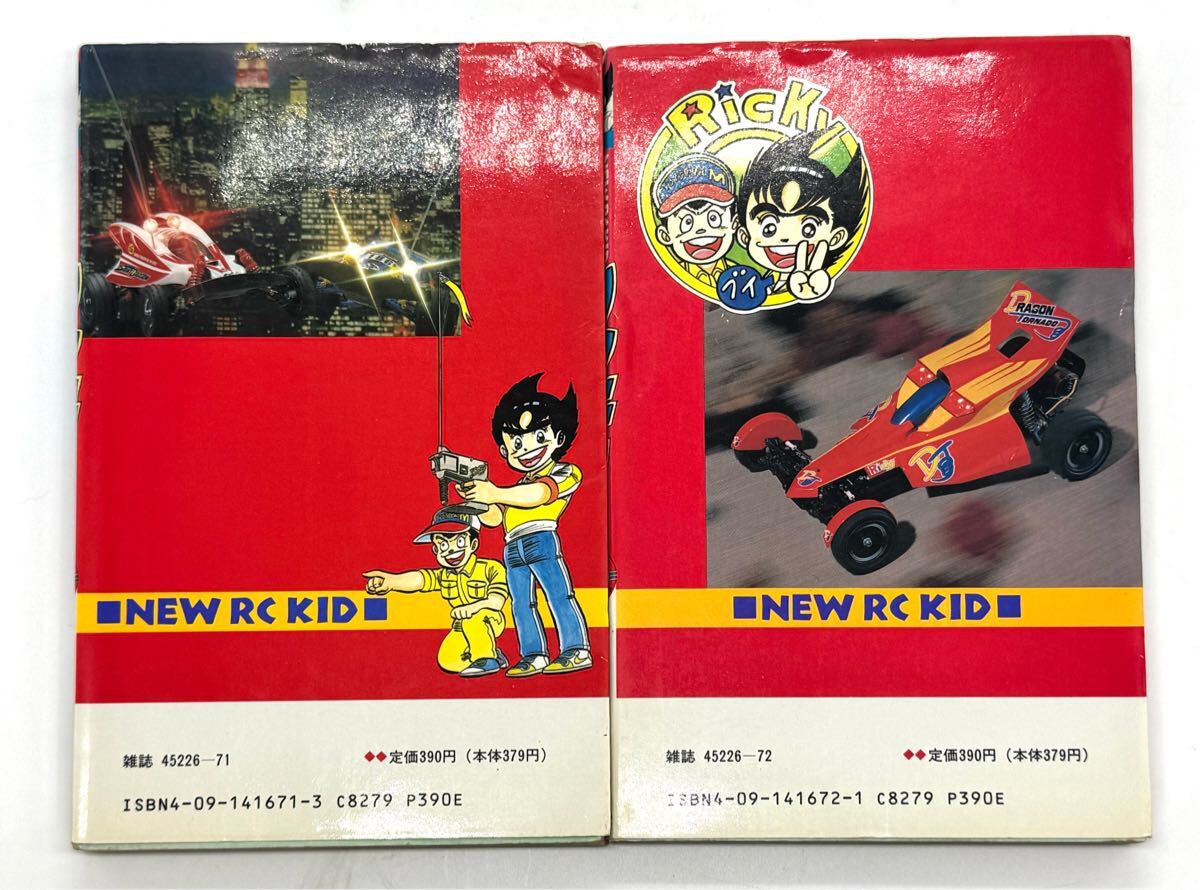 ■NEW RC KID■
雑誌 45226—71
◆◆定価390円（本体379円）
ISBN4-09-141671-3 C8279 P390E
Ricky
ブイ
DRAGON
TORNADO
■NEW RC KID■
雑誌 45226—72
◆◆定価390円（本体379円）
ISBN4-09-141672-1 C8279 P390E